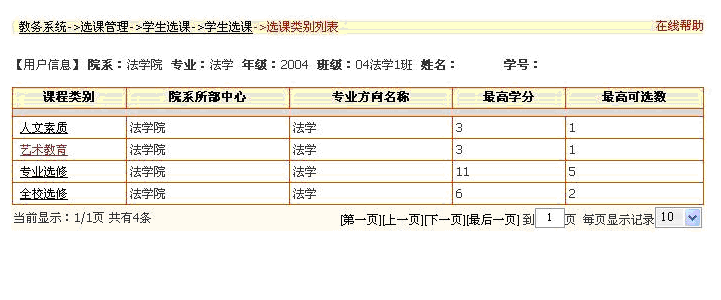 教务系统->选课管理->学生选课->学生选课->选课类别列表 在线帮助
【用户信息】院系：法学院 专业：法学 年级：2004 班级：04法学1班 姓名： 学号：
课程类别 院系所部中心 专业方向名称 最高学分 最高可选数
人文素质 法学院 法学 3 1
艺术教育 法学院 法学 3 1
专业选修 法学院 法学 11 5
全校选修 法学院 法学 6 2
当前显示：1/1页 共有4条 [第一页][上一页][下一页][最后一页] 到 1 页 每页显示记录 10